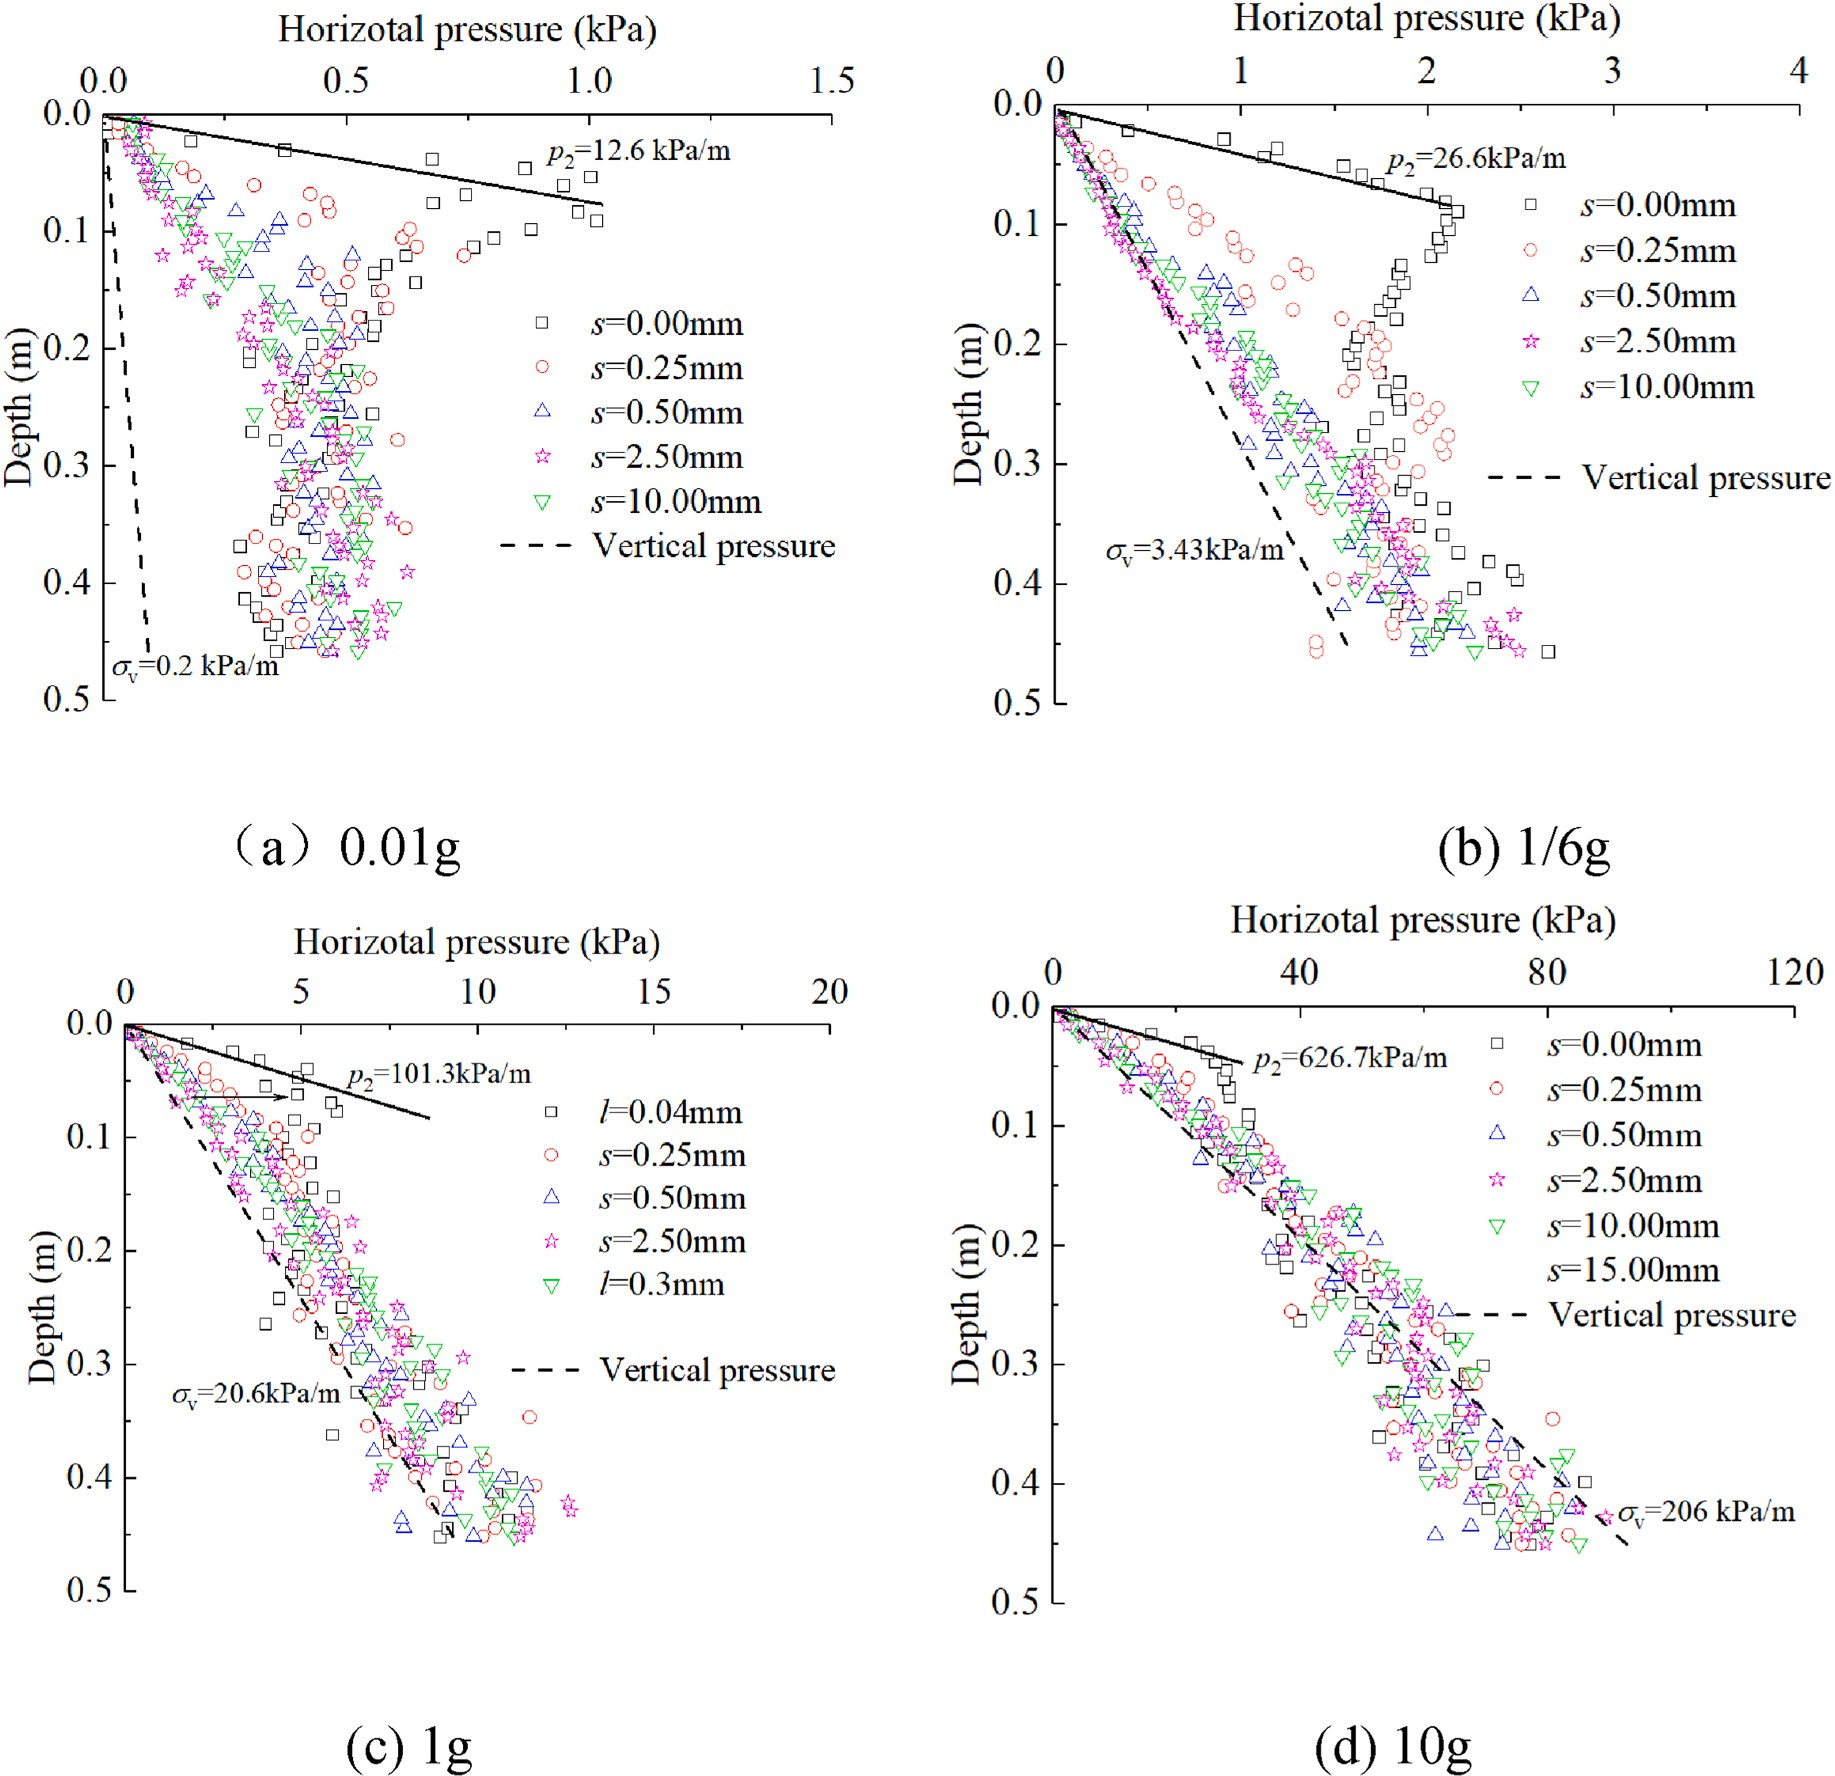 Horizotal pressure (kPa)
0.0 0.5 1.0 1.5
0.0
0.1
0.2
0.3
0.4
0.5
Depth (m)
p2=12.6 kPa/m
s=0.00mm
s=0.25mm
s=0.50mm
s=2.50mm
s=10.00mm
Vertical pressure
σv=0.2 kPa/m
（a）0.01g
Horizotal pressure (kPa)
0 1 2 3 4
0.0
0.1
0.2
0.3
0.4
0.5
Depth (m)
p2=26.6kPa/m
s=0.00mm
s=0.25mm
s=0.50mm
s=2.50mm
s=10.00mm
Vertical pressure
σv=3.43kPa/m
(b) 1/6g
Horizotal pressure (kPa)
0 5 10 15 20
0.0
0.1
0.2
0.3
0.4
0.5
Depth (m)
p2=101.3kPa/m
l=0.04mm
s=0.25mm
s=0.50mm
s=2.50mm
l=0.3mm
Vertical pressure
σv=20.6kPa/m
(c) 1g
Horizotal pressure (kPa)
0 40 80 120
0.0
0.1
0.2
0.3
0.4
0.5
Depth (m)
p2=626.7kPa/m
s=0.00mm
s=0.25mm
s=0.50mm
s=2.50mm
s=10.00mm
s=15.00mm
Vertical pressure
σv=206 kPa/m
(d) 10g